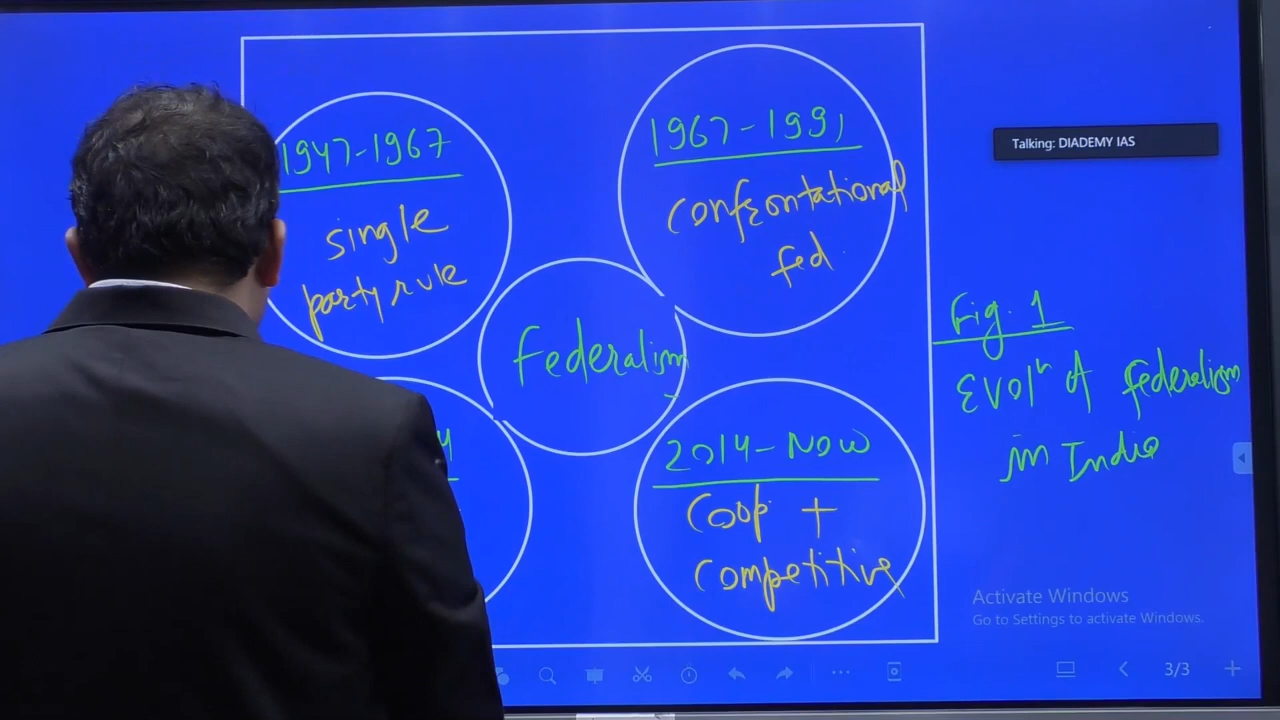 1947-1967
single
party rule
1967-1991
Confrontational
fed.
Talking: DIADEMY IAS
Federalism
Fig. 1
Evolⁿ of federalism
in India
2014-Now
Coop +
Competitive
Activate Windows
Go to Settings to activate Windows.
3/3